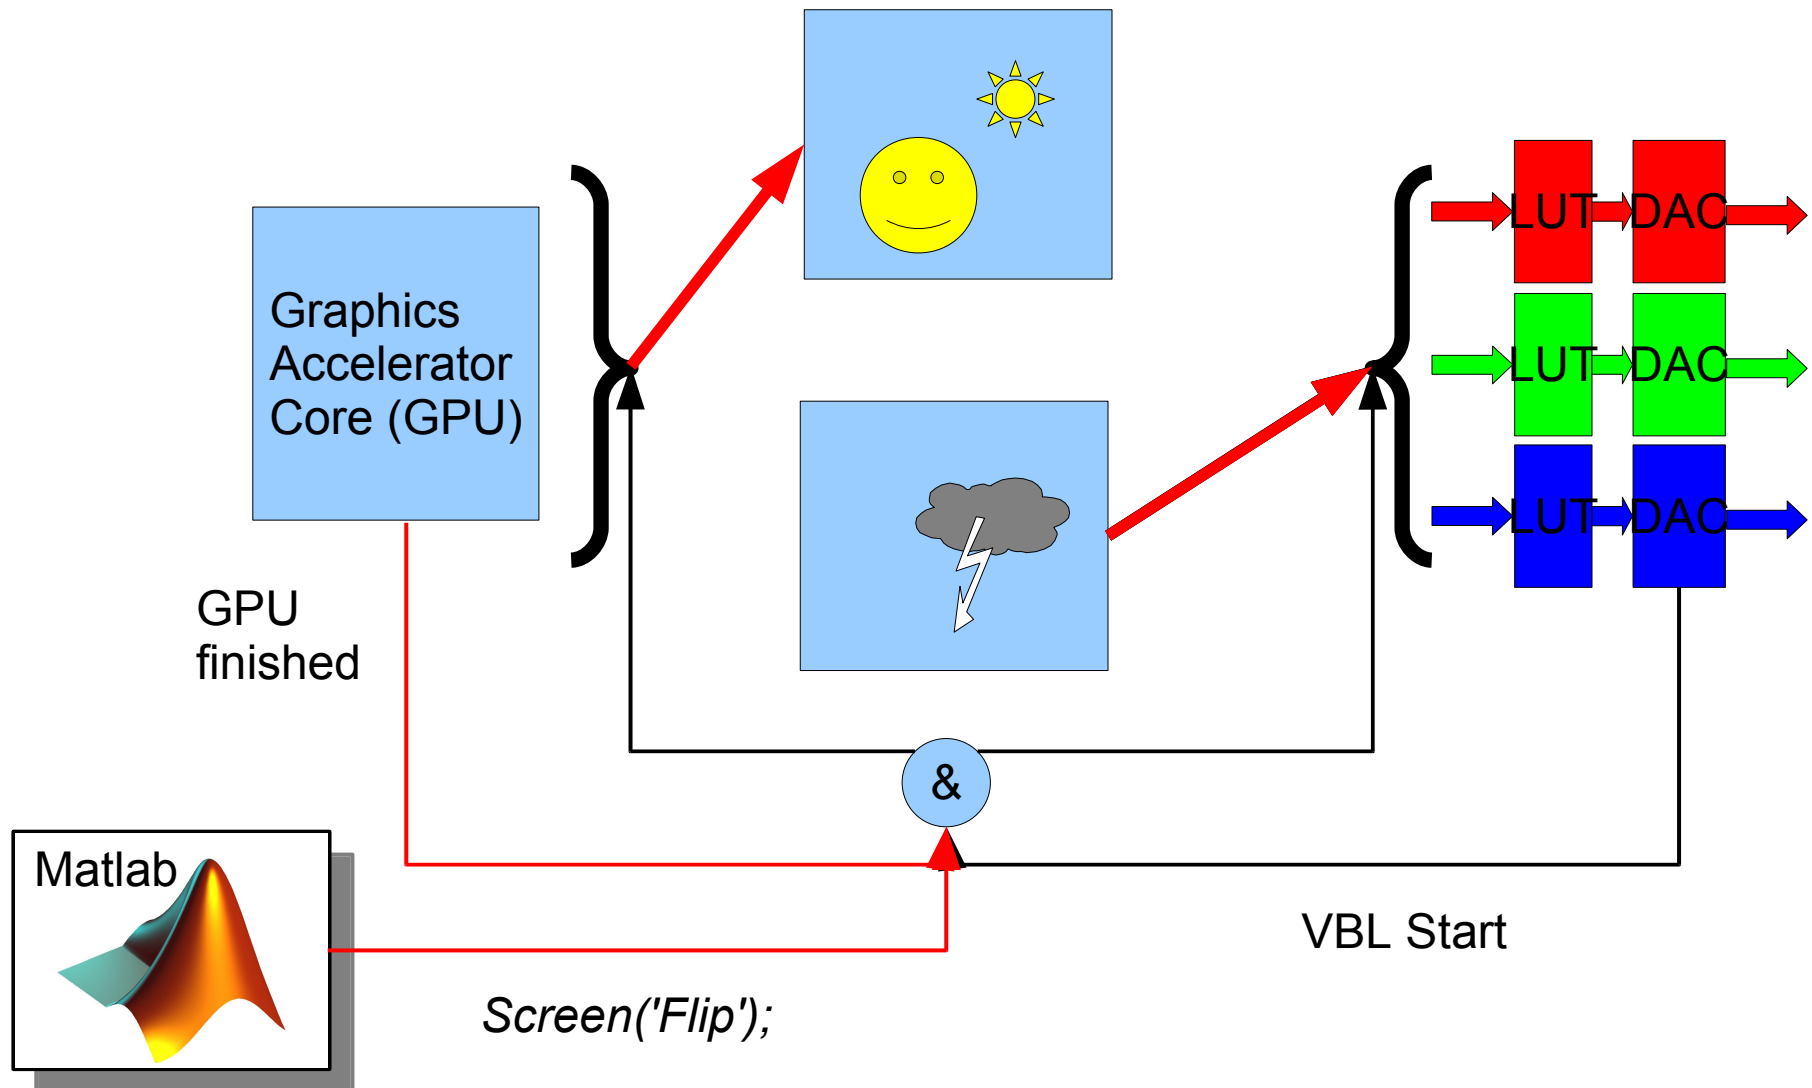 Graphics
Accelerator
Core (GPU)
LUT DAC
LUT DAC
LUT DAC
GPU
finished
&
Matlab
VBL Start
Screen('Flip');